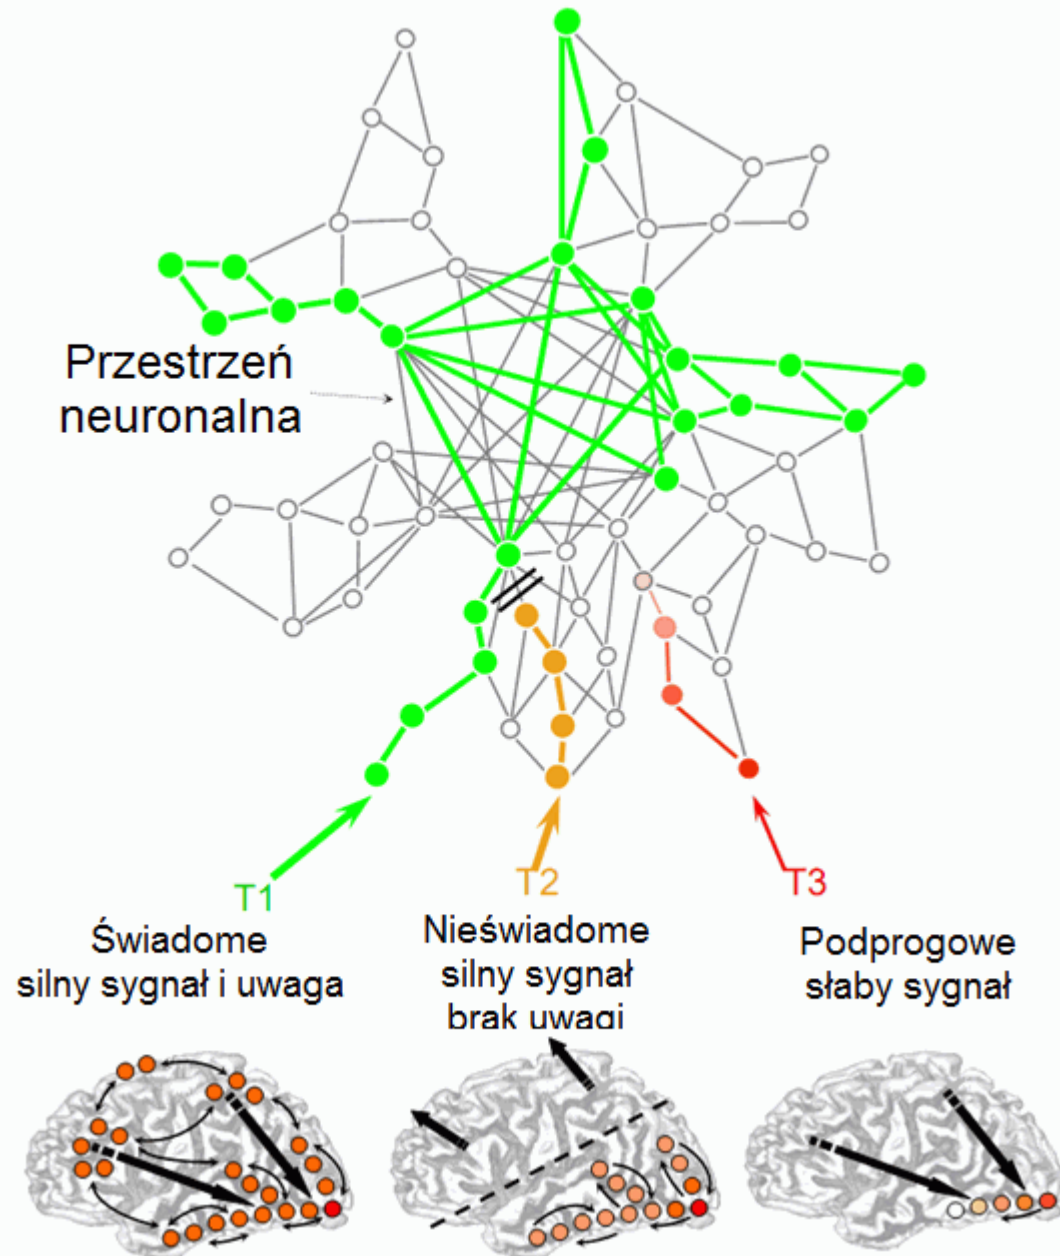 Przestrzeń
neuronalna
T1
T2
T3
Świadome
silny sygnał i uwaga
Nieświadome
silny sygnał
brak uwagi
Podprogowe
słaby sygnał